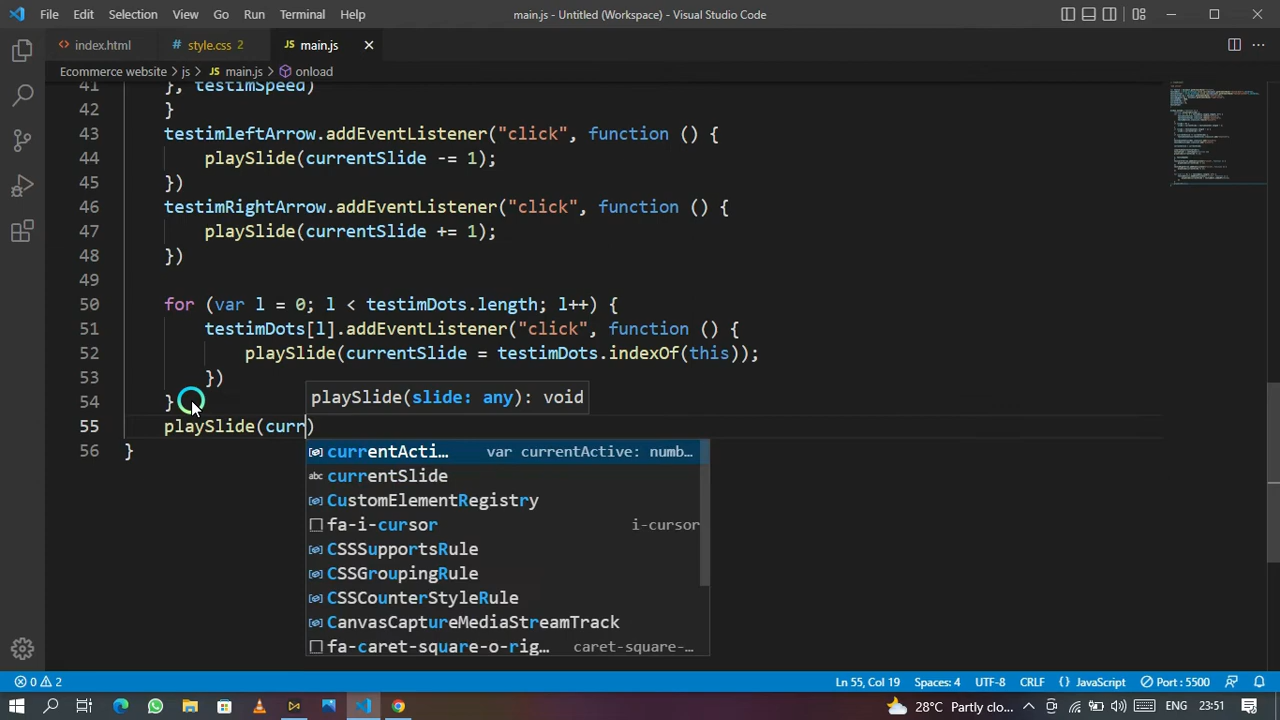 File Edit Selection View Go Run Terminal Help main.js - Untitled (Workspace) - Visual Studio Code
index.html style.css 2 JS main.js
Ecommerce website > js > JS main.js > onload
41 }, testimSpeed)
42 }
43 testimleftArrow.addEventListener("click", function () {
44 playSlide(currentSlide -= 1);
45 })
46 testimRightArrow.addEventListener("click", function () {
47 playSlide(currentSlide += 1);
48 })
49
50 for (var l = 0; l < testimDots.length; l++) {
51 testimDots[l].addEventListener("click", function () {
52 playSlide(currentSlide = testimDots.indexOf(this));
53 })
54 }
playSlide(slide: any): void
55 playSlide(curr)
56 }
currentActi… var currentActive: numb…
abc currentSlide
CustomElementRegistry
fa-i-cursor i-cursor
CSSSupportsRule
CSSGroupingRule
CSSCounterStyleRule
CanvasCaptureMediaStreamTrack
fa-caret-square-o-rig… caret-square-…
0 2 Ln 55, Col 19 Spaces: 4 UTF-8 CRLF JavaScript Port : 5500
28°C Partly clo… ENG 23:51